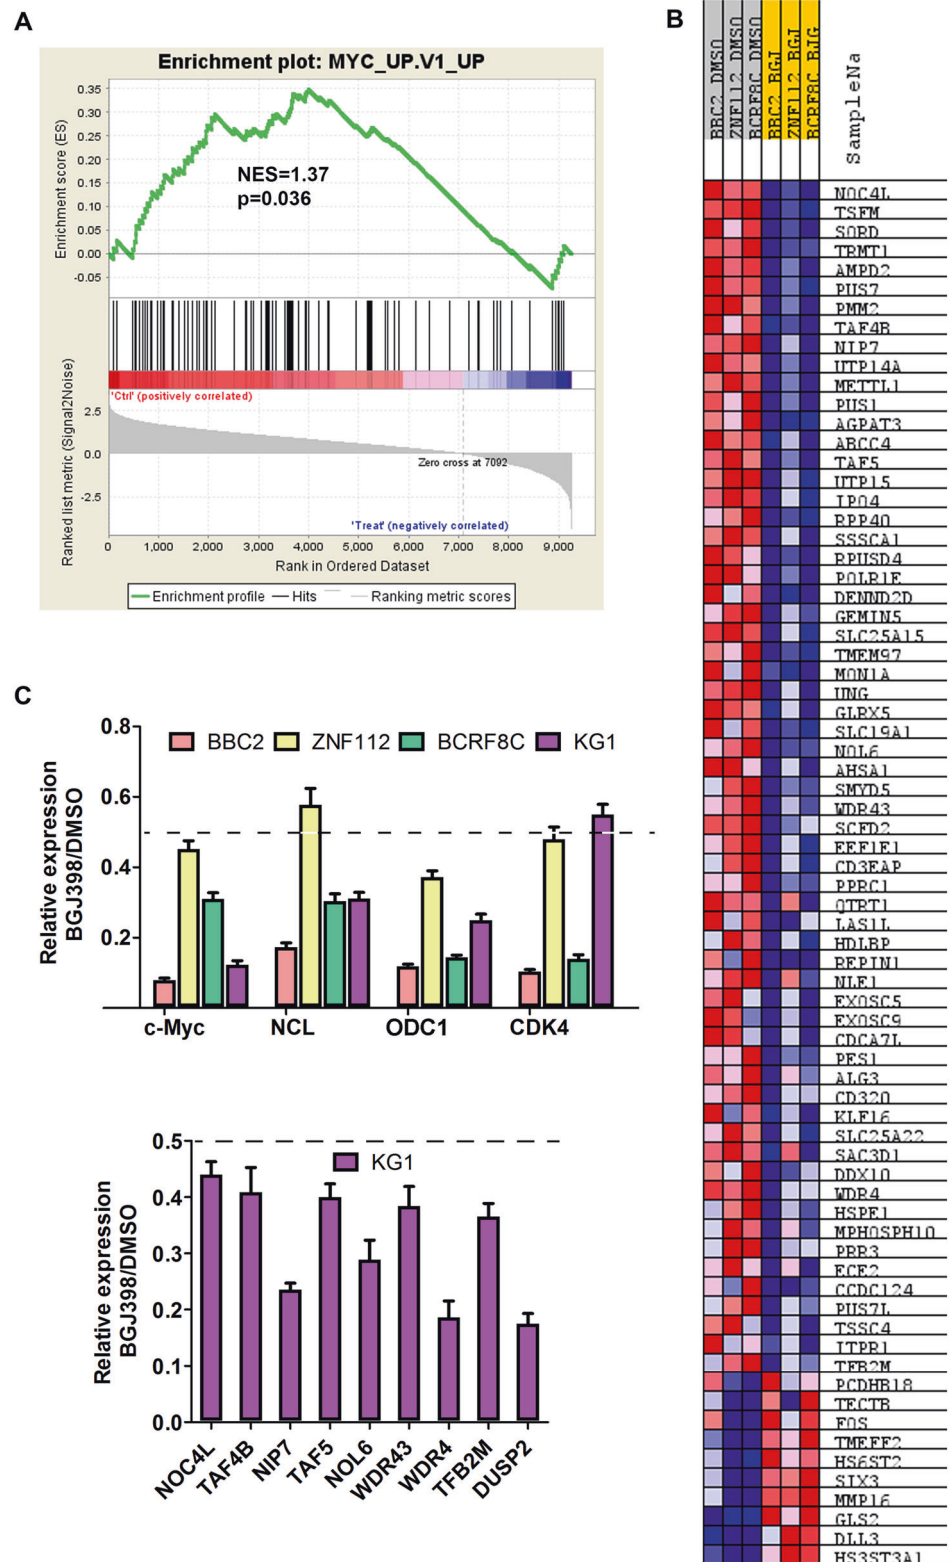 A
Enrichment plot: MYC_UP.V1_UP
Enrichment score (ES)
0.35
0.30
0.25
0.20
0.15
0.10
0.05
0.00
-0.05
NES=1.37
p=0.036
'Ctrl' (positively correlated)
Ranked list metric (Signal2Noise)
2.5
0.0
-2.5
Zero cross at 7092
'Treat' (negatively correlated)
0 1,000 2,000 3,000 4,000 5,000 6,000 7,000 8,000 9,000
Rank in Ordered Dataset
Enrichment profile Hits Ranking metric scores
B
BBC2_DMSO
ZNF112_DMSO
BCRF8C_DMSO
BBC2_BGJ
ZNF112_BGJ
BCRF8C_BJG
SampleNa
NOC4L
TSFM
SORD
TRMT1
AMPD2
PUS7
PMM2
TAF4B
NIP7
UTP14A
METTL1
PUS1
AGPAT3
ABCC4
TAF5
UTP15
IPO4
RPP40
SSSCA1
RPUSD4
POLR1E
DENND2D
GEMIN5
SLC25A15
TMEM97
MON1A
UNG
GLRX5
SLC19A1
NOL6
AHSA1
SMYD5
WDR43
SCFD2
EEF1E1
CD3EAP
PPRC1
QTRT1
LAS1L
HDLBP
REPIN1
NLE1
EXOSC5
EXOSC9
CDCA7L
PES1
ALG3
CD320
KLF16
SLC25A22
SAC3D1
DDX10
WDR4
HSPE1
MPHOSPH10
PRR3
ECE2
CCDC124
PUS7L
TSSC4
ITPR1
TFB2M
PCDHB18
TECTB
FOS
TMEFF2
HS6ST2
SIX3
MMP16
GLS2
DLL3
HS3ST3A1
C
Relative expression
BGJ398/DMSO
0.8
0.6
0.4
0.2
BBC2 ZNF112 BCRF8C KG1
c-Myc NCL ODC1 CDK4
Relative expression
BGJ398/DMSO
0.5
0.4
0.3
0.2
0.1
0.0
KG1
NOC4L
TAF4B
NIP7
TAF5
NOL6
WDR43
WDR4
TFB2M
DUSP2